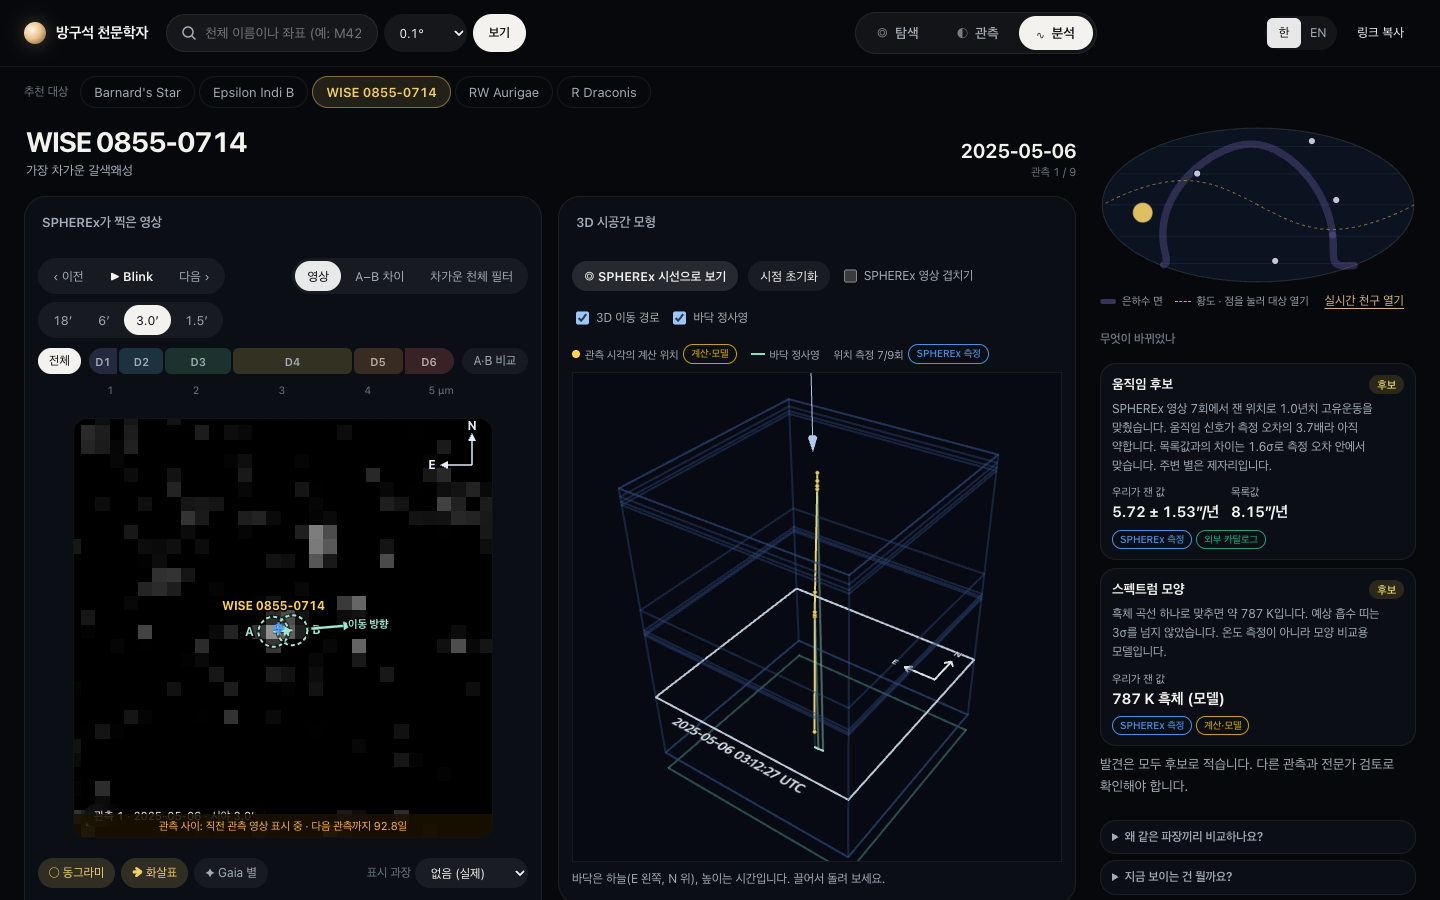 방구석 천문학자
천체 이름이나 좌표 (예: M42
0.1°
보기
탐색
관측
분석
한
EN
링크 복사
추천 대상
Barnard's Star
Epsilon Indi B
WISE 0855-0714
RW Aurigae
R Draconis
WISE 0855-0714
가장 차가운 갈색왜성
2025-05-06
관측 1 / 9
SPHEREx가 찍은 영상
‹ 이전
▶ Blink
다음 ›
영상
A−B 차이
차가운 천체 필터
18′
6′
3.0′
1.5′
전체
D1
D2
D3
D4
D5
D6
A·B 비교
1
2
3
4
5 µm
N
E
WISE 0855-0714
A
B
이동 방향
관측 1 · 2025-05-06 · 시야 3.0′
관측 사이: 직전 관측 영상 표시 중 · 다음 관측까지 92.8일
○ 동그라미
화살표
✦ Gaia 별
표시 과장
없음 (실제)
3D 시공간 모형
◎ SPHEREx 시선으로 보기
시점 초기화
SPHEREx 영상 겹치기
3D 이동 경로
바닥 정사영
관측 시각의 계산 위치
계산·모델
바닥 정사영
위치 측정 7/9회
SPHEREx 측정
E
N
2025-05-06 03:12:27 UTC
바닥은 하늘(E 왼쪽, N 위), 높이는 시간입니다. 끌어서 돌려 보세요.
은하수 면
---- 황도 · 점을 눌러 대상 열기
실시간 천구 열기
무엇이 바뀌었나
움직임 후보
후보
SPHEREx 영상 7회에서 잰 위치로 1.0년치 고유운동을
맞췄습니다. 움직임 신호가 측정 오차의 3.7배라 아직
약합니다. 목록값과의 차이는 1.6σ로 측정 오차 안에서
맞습니다. 주변 별은 제자리입니다.
우리가 잰 값
목록값
5.72 ± 1.53″/년
8.15″/년
SPHEREx 측정
외부 카탈로그
스펙트럼 모양
후보
흑체 곡선 하나로 맞추면 약 787 K입니다. 예상 흡수 띠는
3σ를 넘지 않았습니다. 온도 측정이 아니라 모양 비교용
모델입니다.
우리가 잰 값
787 K 흑체 (모델)
SPHEREx 측정
계산·모델
발견은 모두 후보로 적습니다. 다른 관측과 전문가 검토로
확인해야 합니다.
▶ 왜 같은 파장끼리 비교하나요?
▶ 지금 보이는 건 뭘까요?